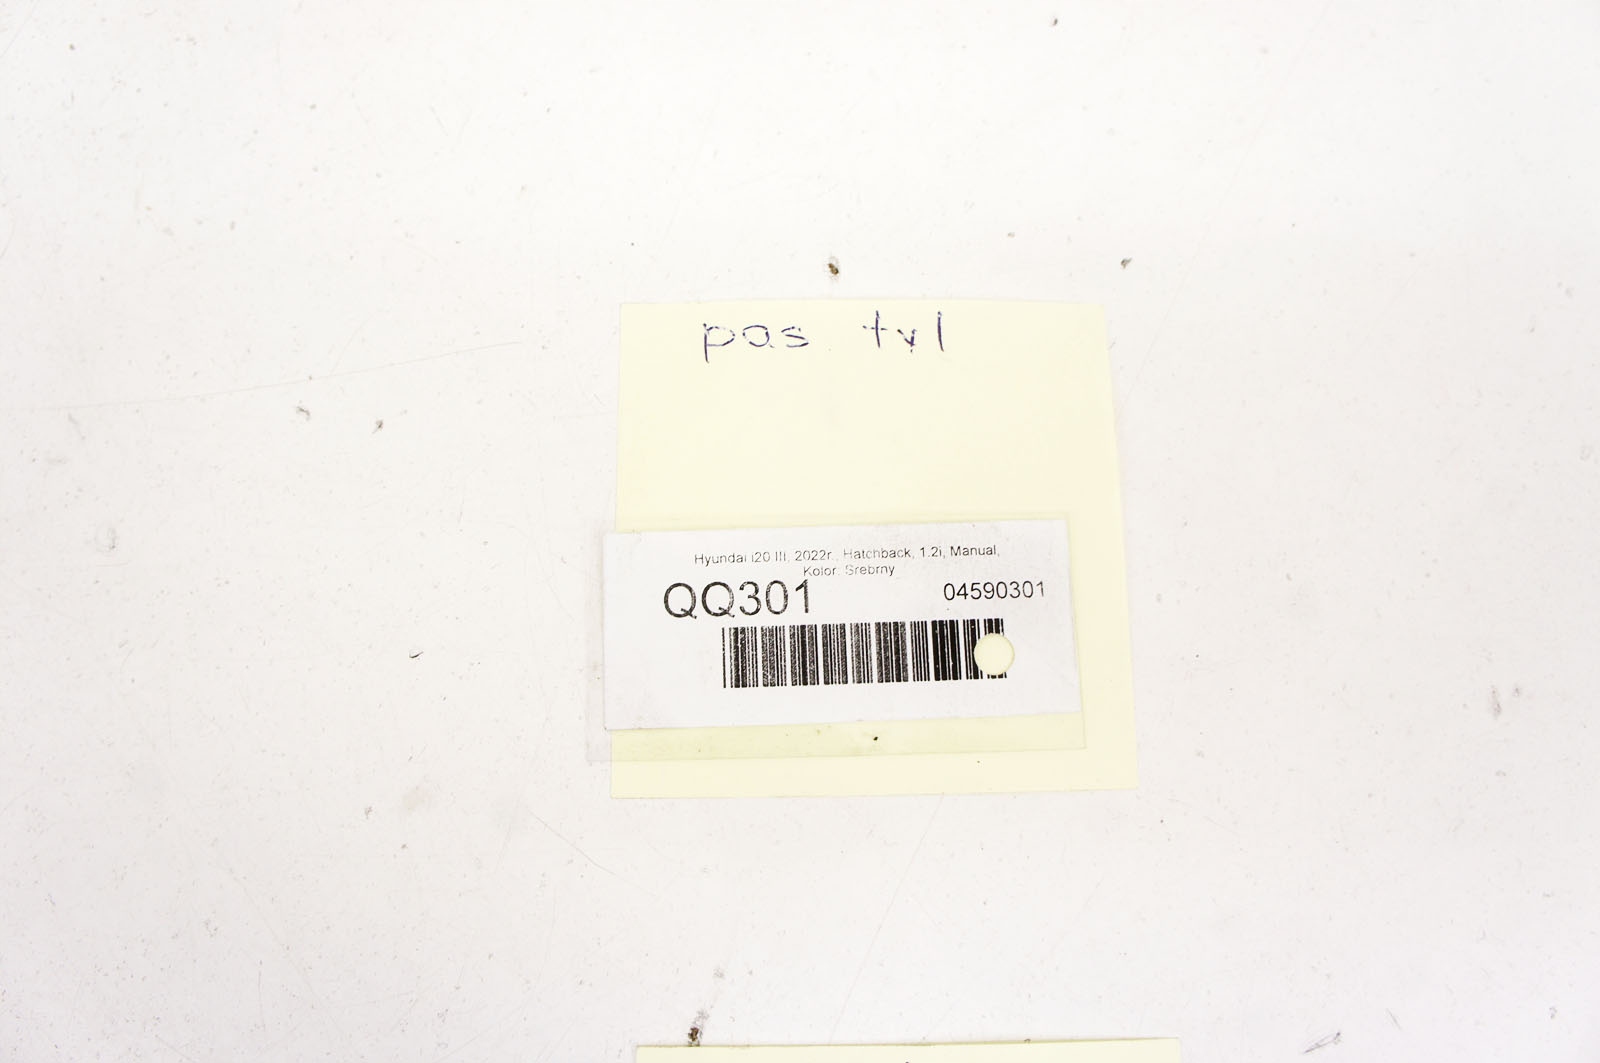 pas tyl
Hyundai i20 III, 2022r., Hatchback, 1.2i, Manual,
Kolor: Srebrny
QQ301
04590301